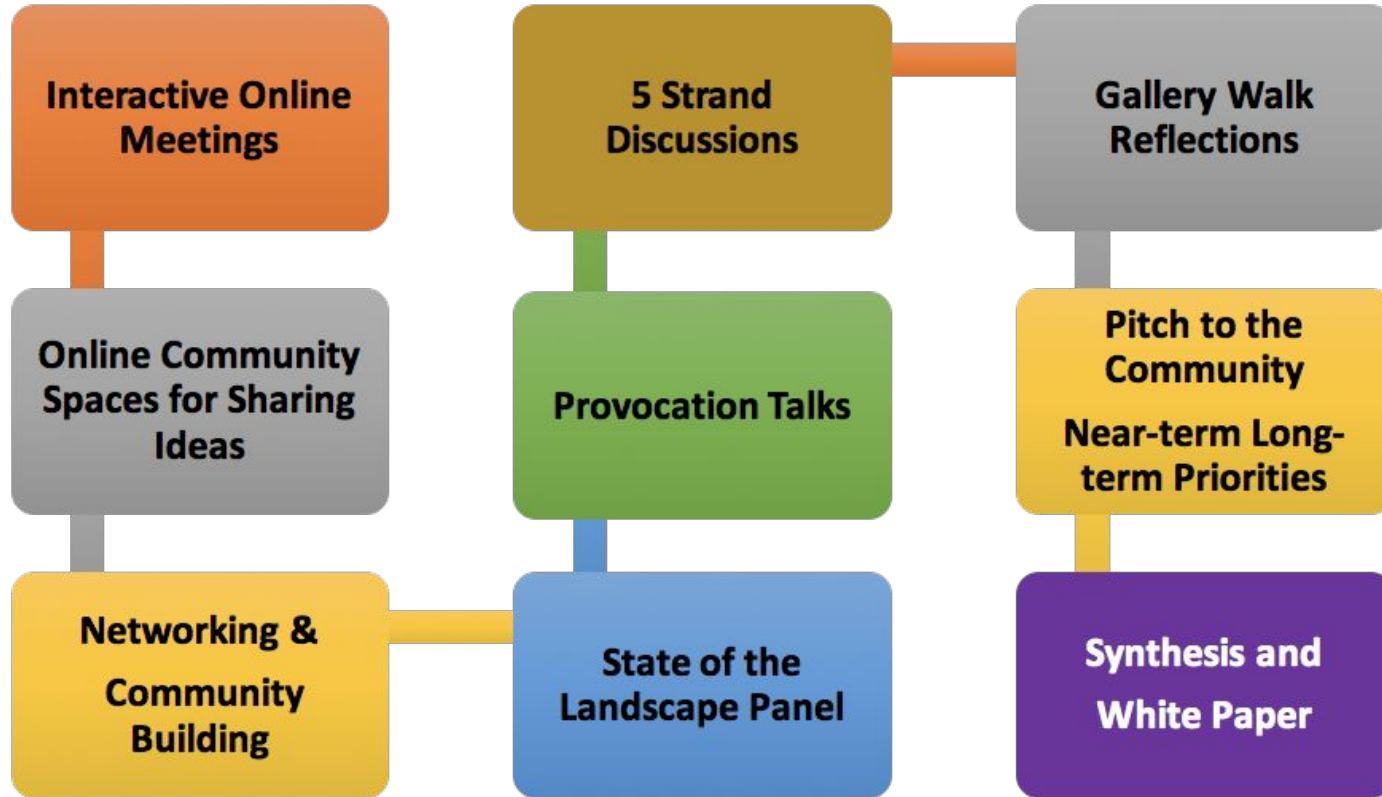 Interactive Online
Meetings
Online Community
Spaces for Sharing
Ideas
Networking &
Community
Building
State of the
Landscape Panel
Provocation Talks
5 Strand
Discussions
Gallery Walk
Reflections
Pitch to the
Community
Near-term Long-
term Priorities
Synthesis and
White Paper